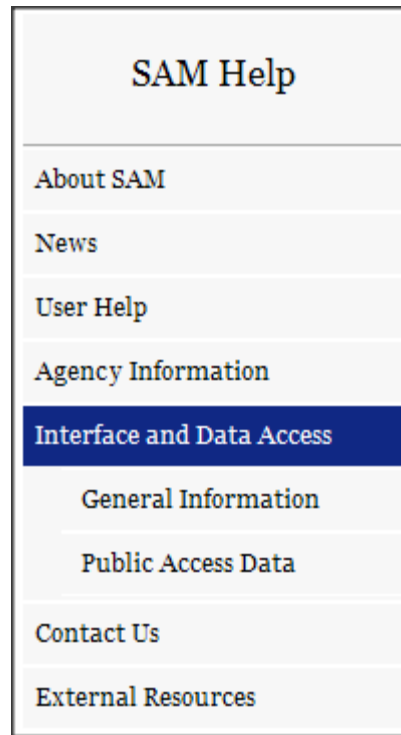 SAM Help
About SAM
News
User Help
Agency Information
Interface and Data Access
General Information
Public Access Data
Contact Us
External Resources